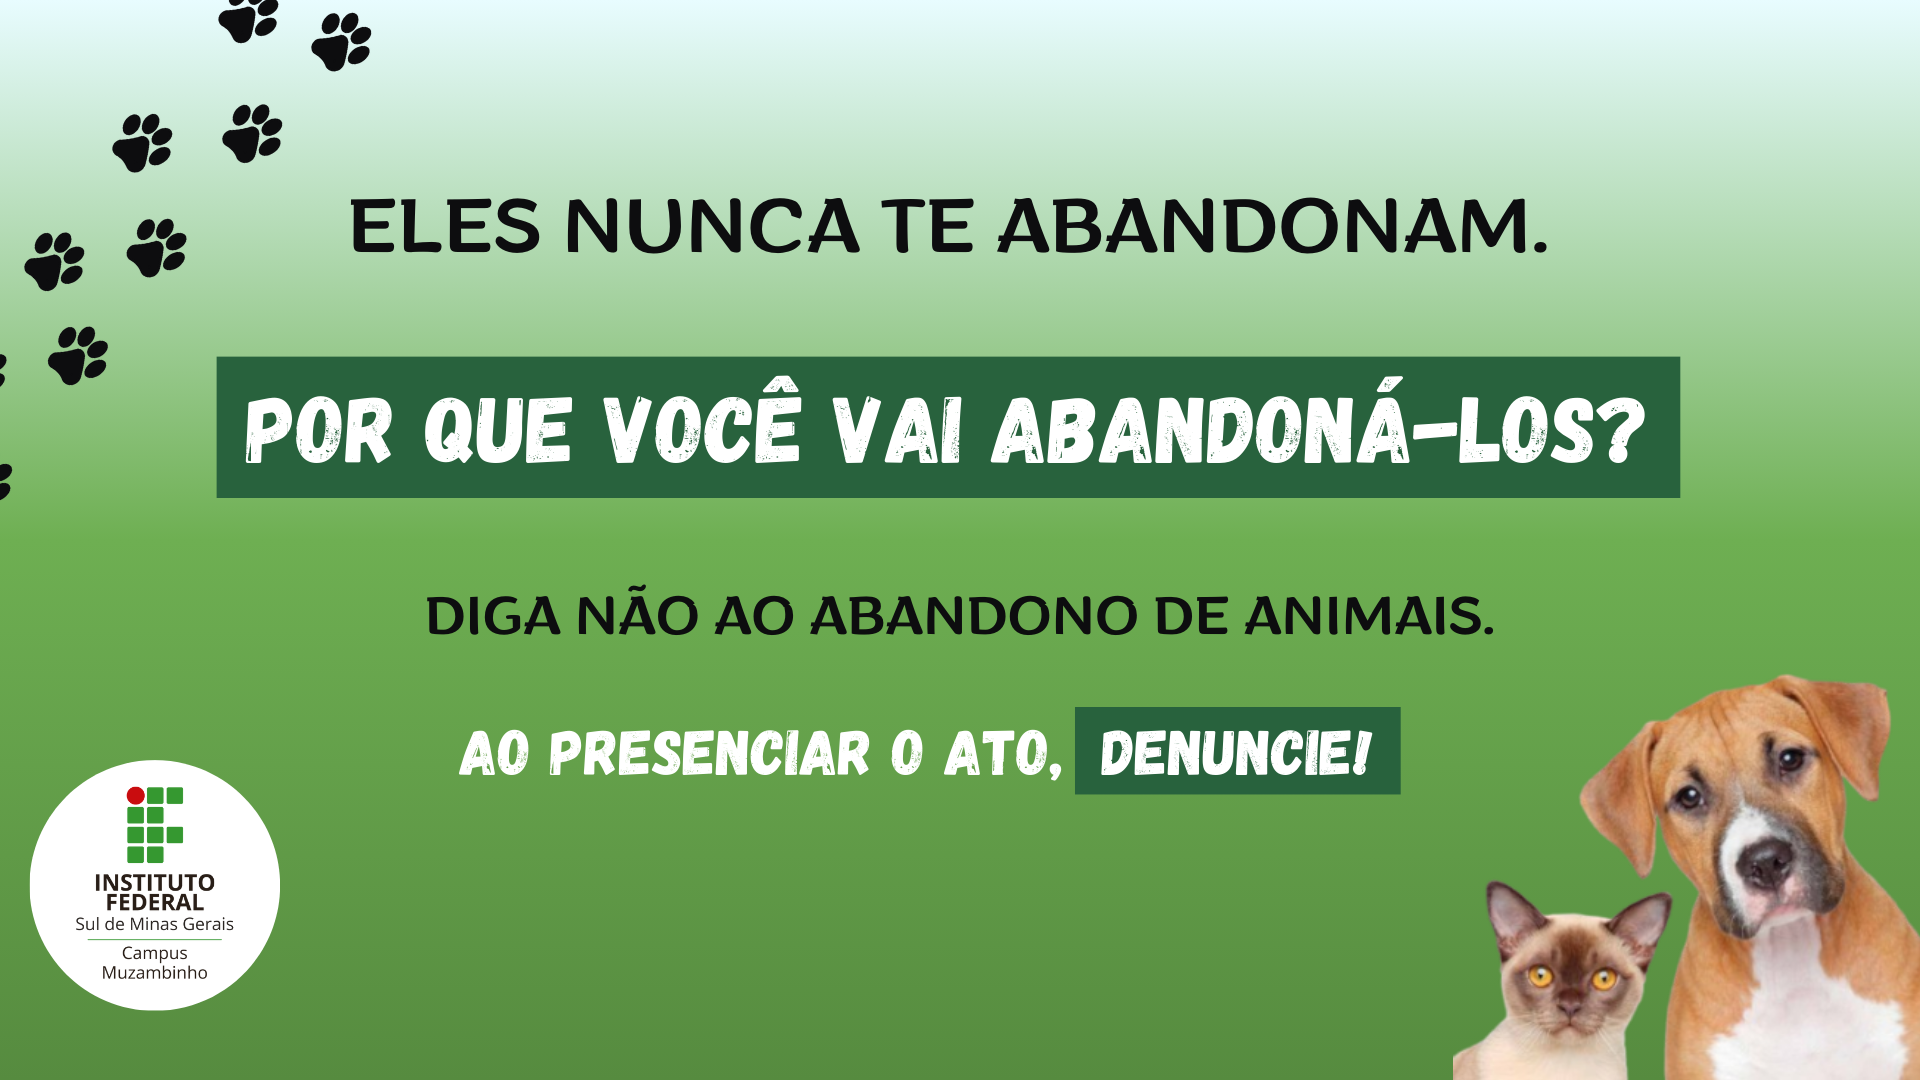 ELES NUNCA TE ABANDONAM.
POR QUE VOCÊ VAI ABANDONÁ-LOS?
DIGA NÃO AO ABANDONO DE ANIMAIS.
AO PRESENCIAR O ATO, DENUNCIE!
INSTITUTO
FEDERAL
Sul de Minas Gerais
Campus
Muzambinho